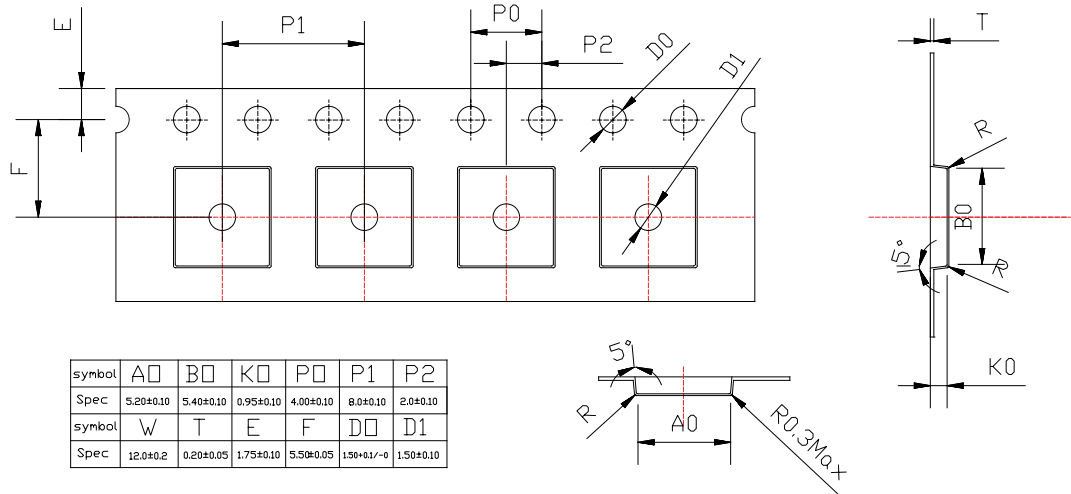 E
P1
P0
P2
D0
D1
T
F
R
B0
5°
R
K0
5°
R
A0
R0.3Max
symbol A0 B0 K0 P0 P1 P2
Spec 5.20±0.10 5.40±0.10 0.95±0.10 4.00±0.10 8.0±0.10 2.0±0.10
symbol W T E F D0 D1
Spec 12.0±0.2 0.20±0.05 1.75±0.10 5.50±0.05 1.50+0.1/-0 1.50±0.10